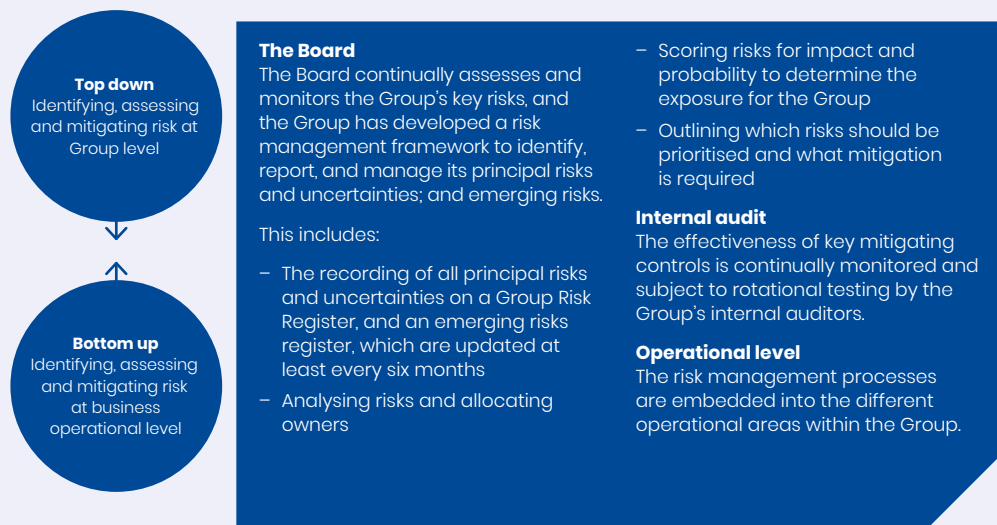 Top down
Identifying, assessing
and mitigating risk at
Group level
Bottom up
Identifying, assessing
and mitigating risk
at business
operational level
The Board
The Board continually assesses and
monitors the Group's key risks, and
the Group has developed a risk
management framework to identify,
report, and manage its principal risks
and uncertainties; and emerging risks.
This includes:
– The recording of all principal risks
and uncertainties on a Group Risk
Register, and an emerging risks
register, which are updated at
least every six months
– Analysing risks and allocating
owners
– Scoring risks for impact and
probability to determine the
exposure for the Group
– Outlining which risks should be
prioritised and what mitigation
is required
Internal audit
The effectiveness of key mitigating
controls is continually monitored and
subject to rotational testing by the
Group's internal auditors.
Operational level
The risk management processes
are embedded into the different
operational areas within the Group.